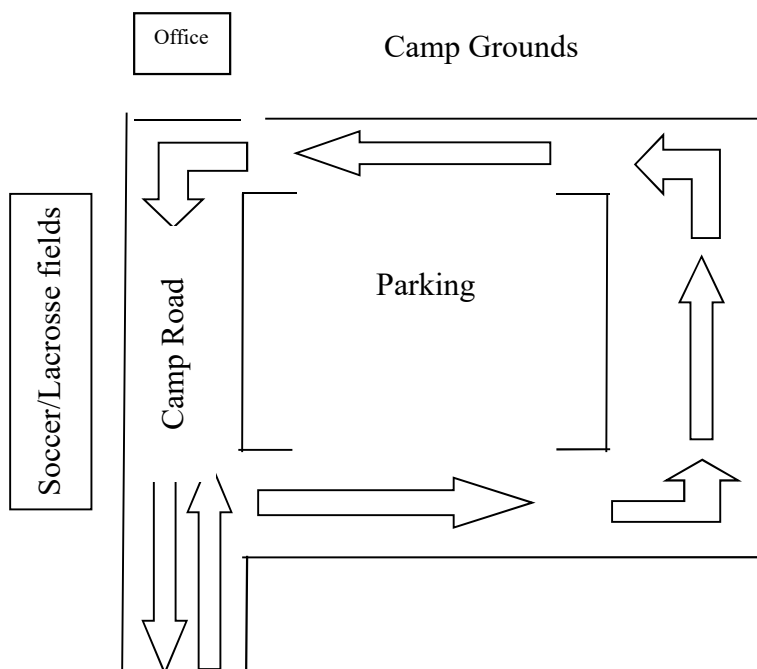 Office
Camp Grounds
Soccer/Lacrosse fields
Camp Road
Parking